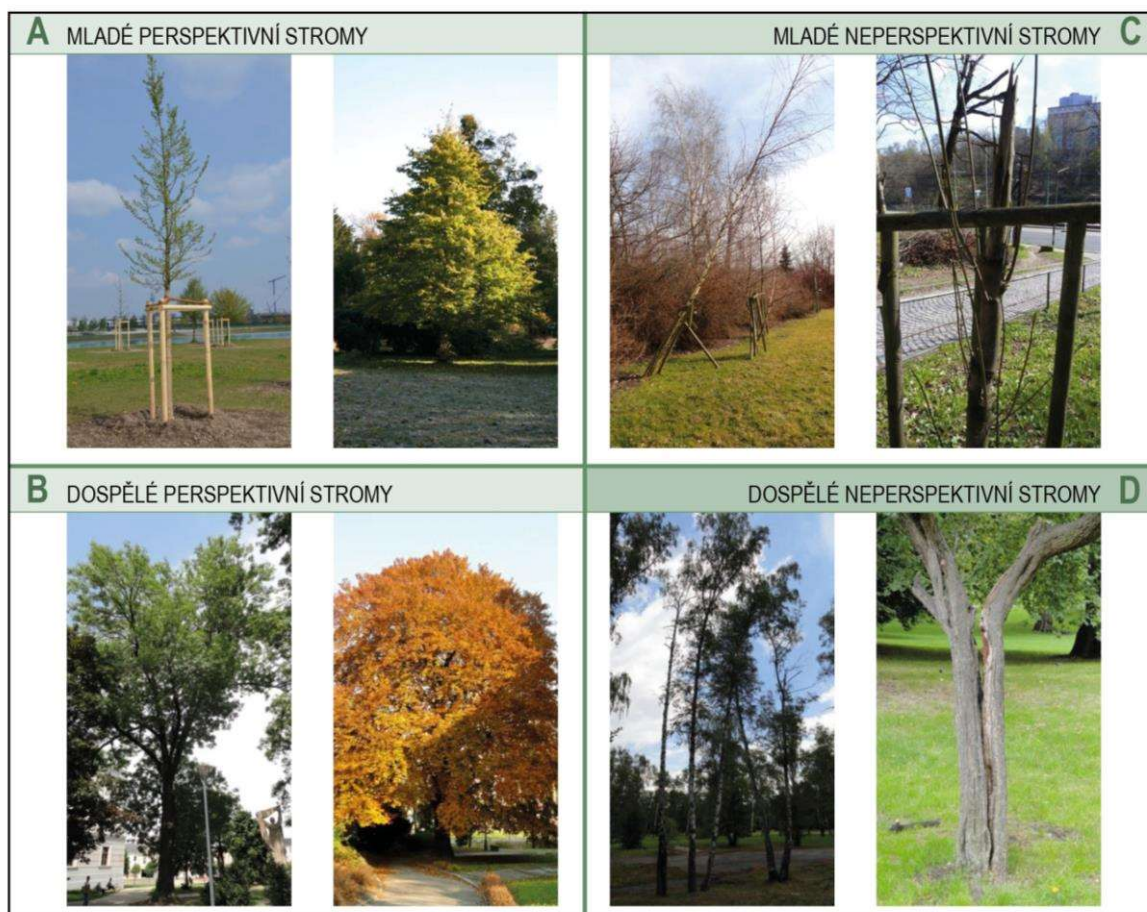 A MLADÉ PERSPEKTIVNÍ STROMY
MLADÉ NEPERSPEKTIVNÍ STROMY C
B DOSPĚLÉ PERSPEKTIVNÍ STROMY
DOSPĚLÉ NEPERSPEKTIVNÍ STROMY D